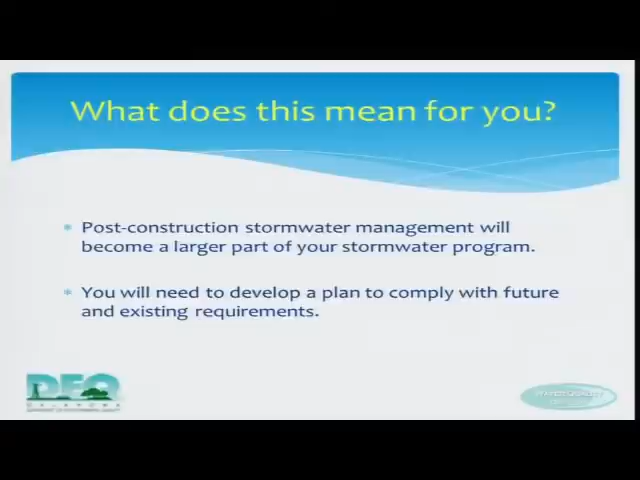 What does this mean for you?
Post-construction stormwater management will
become a larger part of your stormwater program.
You will need to develop a plan to comply with future
and existing requirements.
DEQ
OKLAHOMA